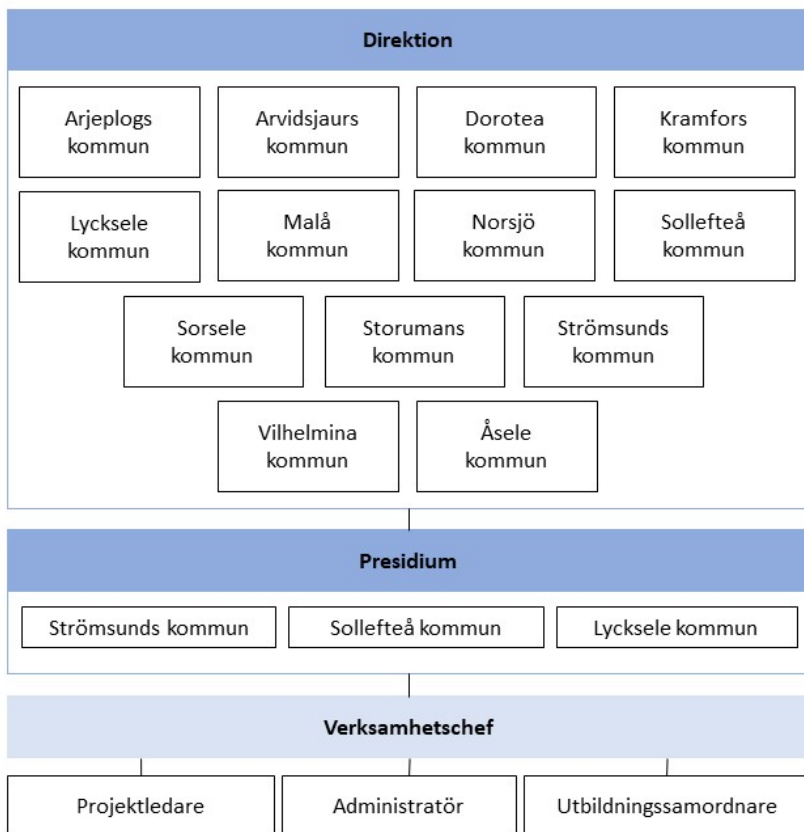 Direktion
Arjeplogs
kommun
Arvidsjaurs
kommun
Dorotea
kommun
Kramfors
kommun
Lycksele
kommun
Malå
kommun
Norsjö
kommun
Sollefteå
kommun
Sorsele
kommun
Storumans
kommun
Strömsunds
kommun
Vilhelmina
kommun
Åsele
kommun
Presidium
Strömsunds kommun
Sollefteå kommun
Lycksele kommun
Verksamhetschef
Projektledare
Administratör
Utbildningssamordnare